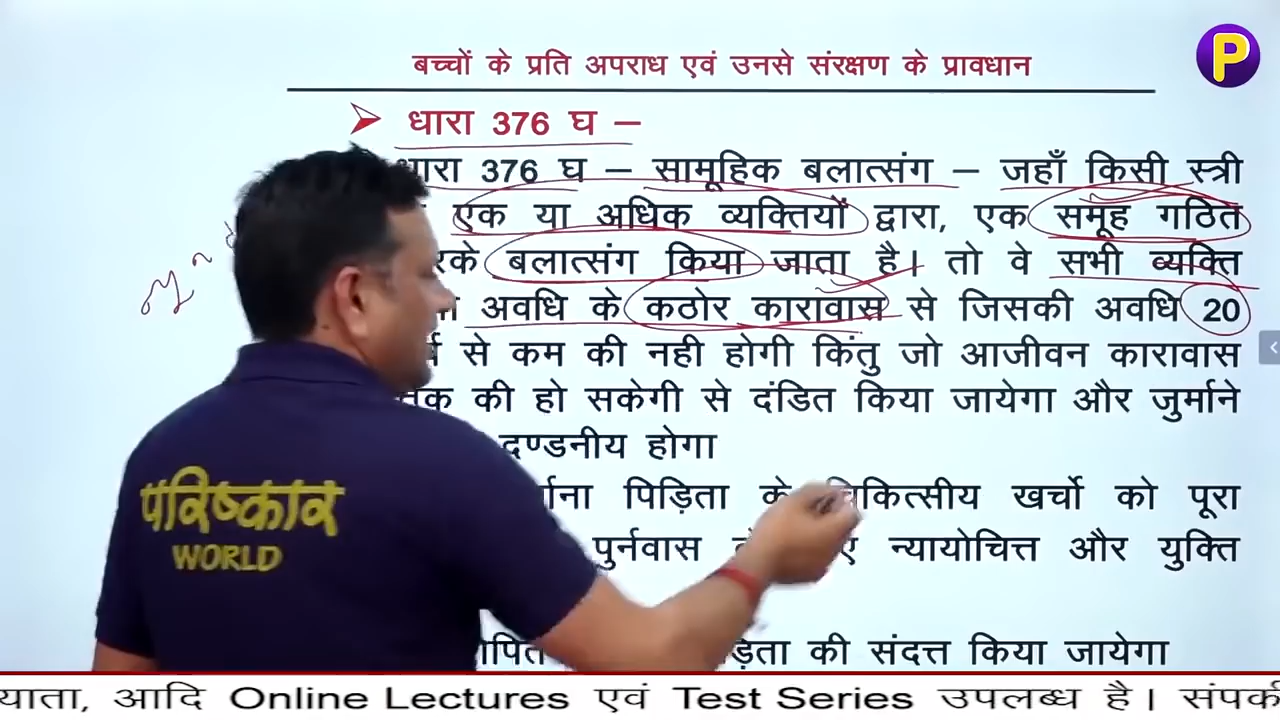 बच्चों के प्रति अपराध एवं उनसे संरक्षण के प्रावधान
P
धारा 376 घ –
376 घ – सामूहिक बलात्संग – जहाँ किसी स्त्री
एक या अधिक व्यक्तियों द्वारा, एक समूह गठित
बलात्संग किया जाता है। तो वे सभी व्यक्ति
अवधि के कठोर कारावास से जिसकी अवधि 20
से कम की नही होगी किंतु जो आजीवन कारावास
तक की हो सकेगी से दंडित किया जायेगा और जुर्माने
दण्डनीय होगा
पिड़िता के चिकित्सीय खर्चो को पूरा
पुर्नवास न्यायोचित्त और युक्ति
की संदत्त किया जायेगा
परिष्कार
WORLD
आदि Online Lectures एवं Test Series उपलब्ध है। संपर्क